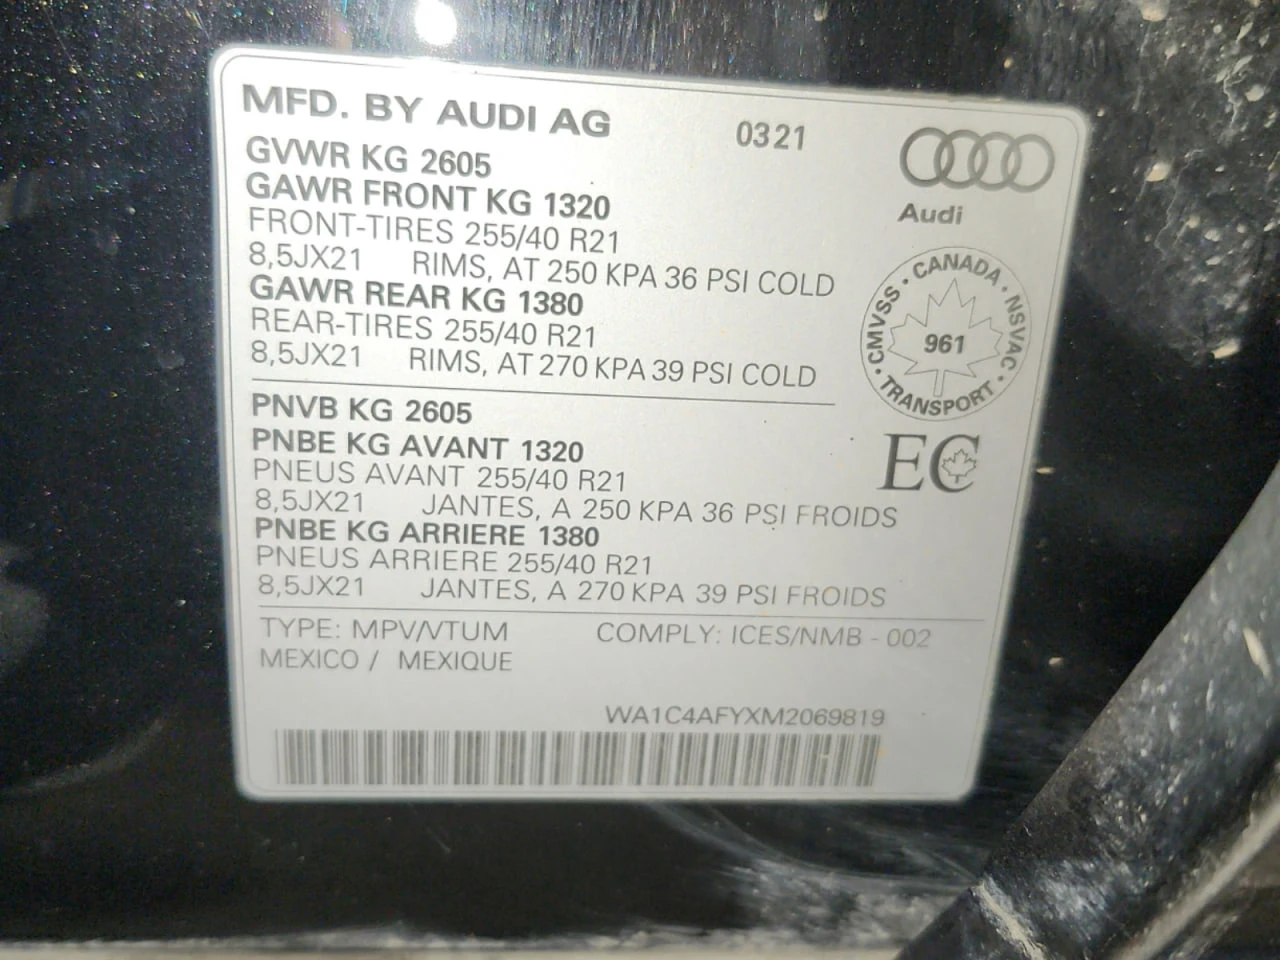 MFD. BY AUDI AG
0321
GVWR KG 2605
GAWR FRONT KG 1320
FRONT-TIRES 255/40 R21
8,5JX21 RIMS, AT 250 KPA 36 PSI COLD
GAWR REAR KG 1380
REAR-TIRES 255/40 R21
8,5JX21 RIMS, AT 270 KPA 39 PSI COLD
Audi
CMVSS · CANADA · NSVAC · TRANSPORT ·
961
EC
PNVB KG 2605
PNBE KG AVANT 1320
PNEUS AVANT 255/40 R21
8,5JX21 JANTES, A 250 KPA 36 PSI FROIDS
PNBE KG ARRIERE 1380
PNEUS ARRIERE 255/40 R21
8,5JX21 JANTES, A 270 KPA 39 PSI FROIDS
TYPE: MPV/VTUM COMPLY: ICES/NMB - 002
MEXICO / MEXIQUE
WA1C4AFYXM2069819